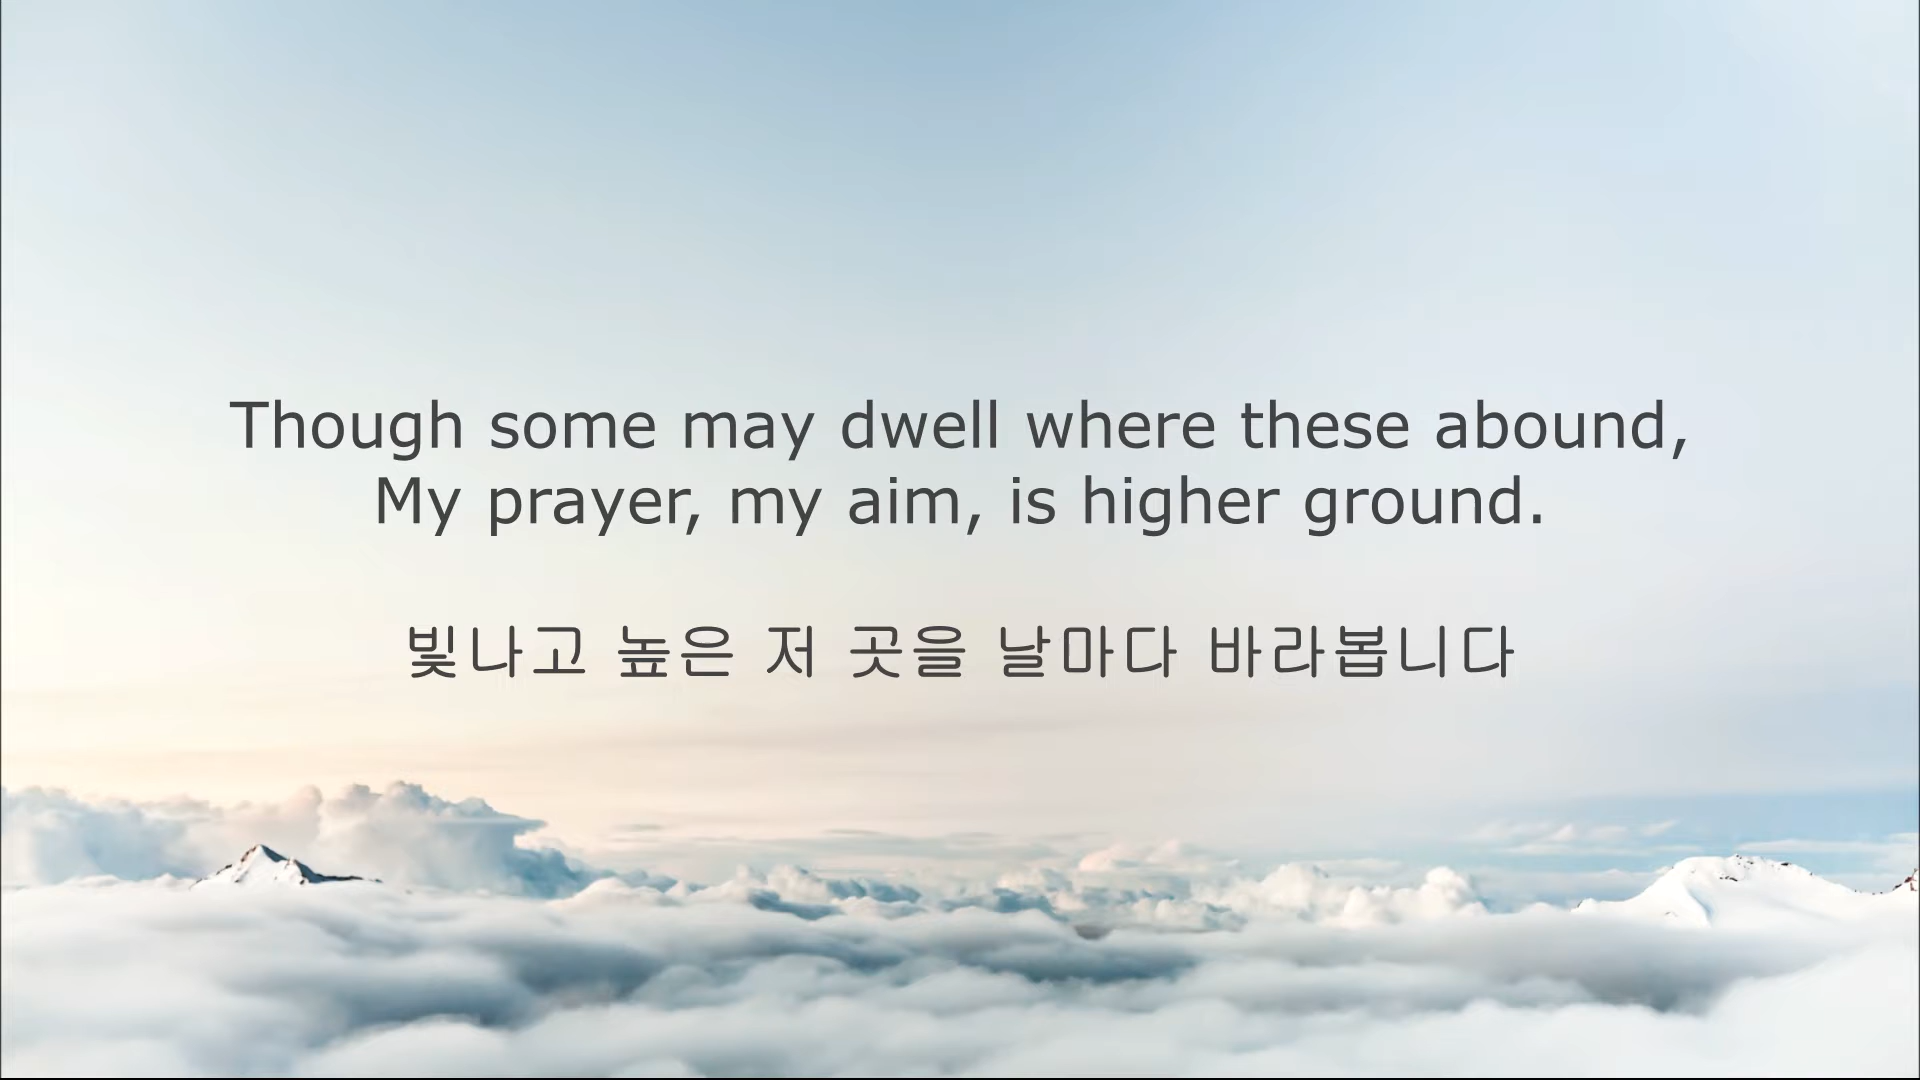 Though some may dwell where these abound,
My prayer, my aim, is higher ground.
빛나고 높은 저 곳을 날마다 바라봅니다